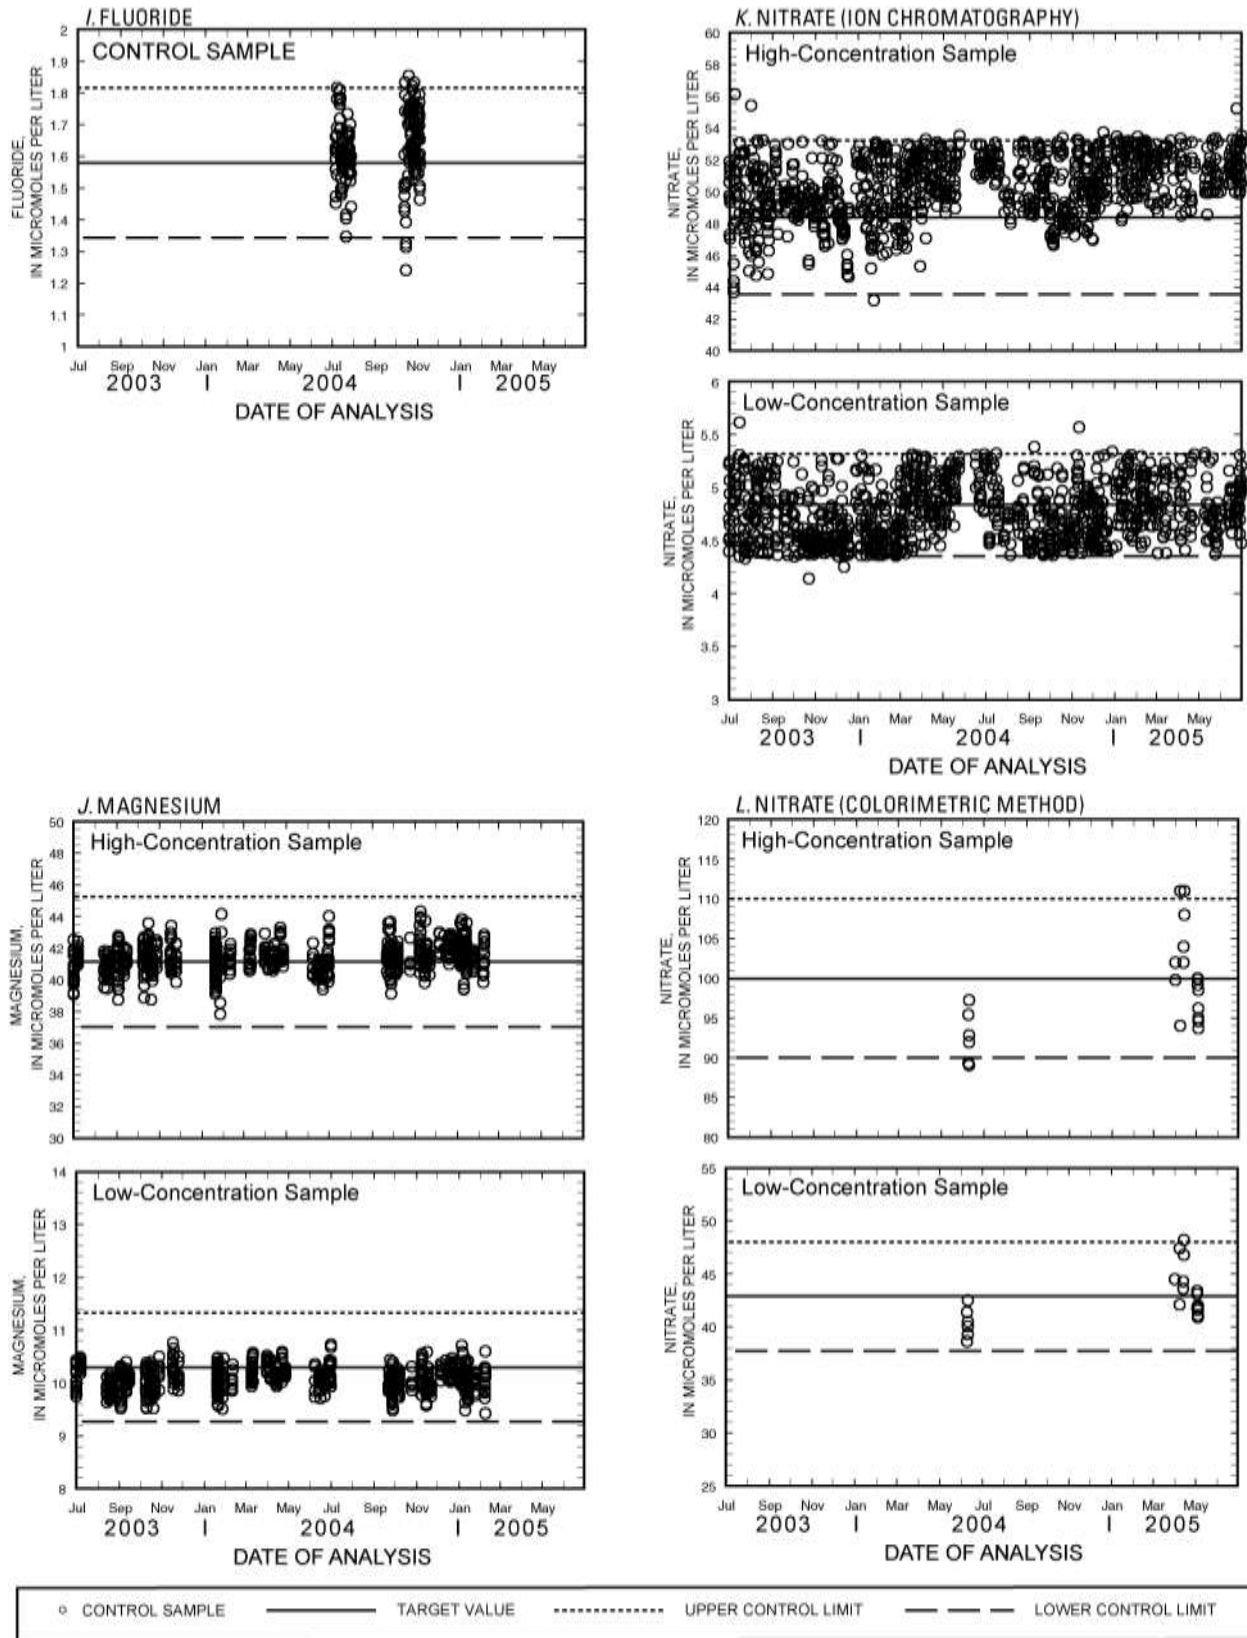 I. FLUORIDE
CONTROL SAMPLE
FLUORIDE,
IN MICROMOLES PER LITER
2
1.9
1.8
1.7
1.6
1.5
1.4
1.3
1.2
1.1
1
Jul Sep Nov Jan Mar May Jul Sep Nov Jan Mar May
2003 2004 2005
DATE OF ANALYSIS
K. NITRATE (ION CHROMATOGRAPHY)
High-Concentration Sample
NITRATE,
IN MICROMOLES PER LITER
60
58
56
54
52
50
48
46
44
42
40
Low-Concentration Sample
NITRATE,
IN MICROMOLES PER LITER
6
5.5
5
4.5
4
3.5
3
Jul Sep Nov Jan Mar May Jul Sep Nov Jan Mar May
2003 2004 2005
DATE OF ANALYSIS
J. MAGNESIUM
High-Concentration Sample
MAGNESIUM,
IN MICROMOLES PER LITER
50
48
46
44
42
40
38
36
34
32
30
Low-Concentration Sample
MAGNESIUM,
IN MICROMOLES PER LITER
14
13
12
11
10
9
8
Jul Sep Nov Jan Mar May Jul Sep Nov Jan Mar May
2003 2004 2005
DATE OF ANALYSIS
L. NITRATE (COLORIMETRIC METHOD)
High-Concentration Sample
NITRATE,
IN MICROMOLES PER LITER
120
115
110
105
100
95
90
85
80
Low-Concentration Sample
NITRATE,
IN MICROMOLES PER LITER
55
50
45
40
35
30
25
Jul Sep Nov Jan Mar May Jul Sep Nov Jan Mar May
2003 2004 2005
DATE OF ANALYSIS
CONTROL SAMPLE TARGET VALUE UPPER CONTROL LIMIT LOWER CONTROL LIMIT